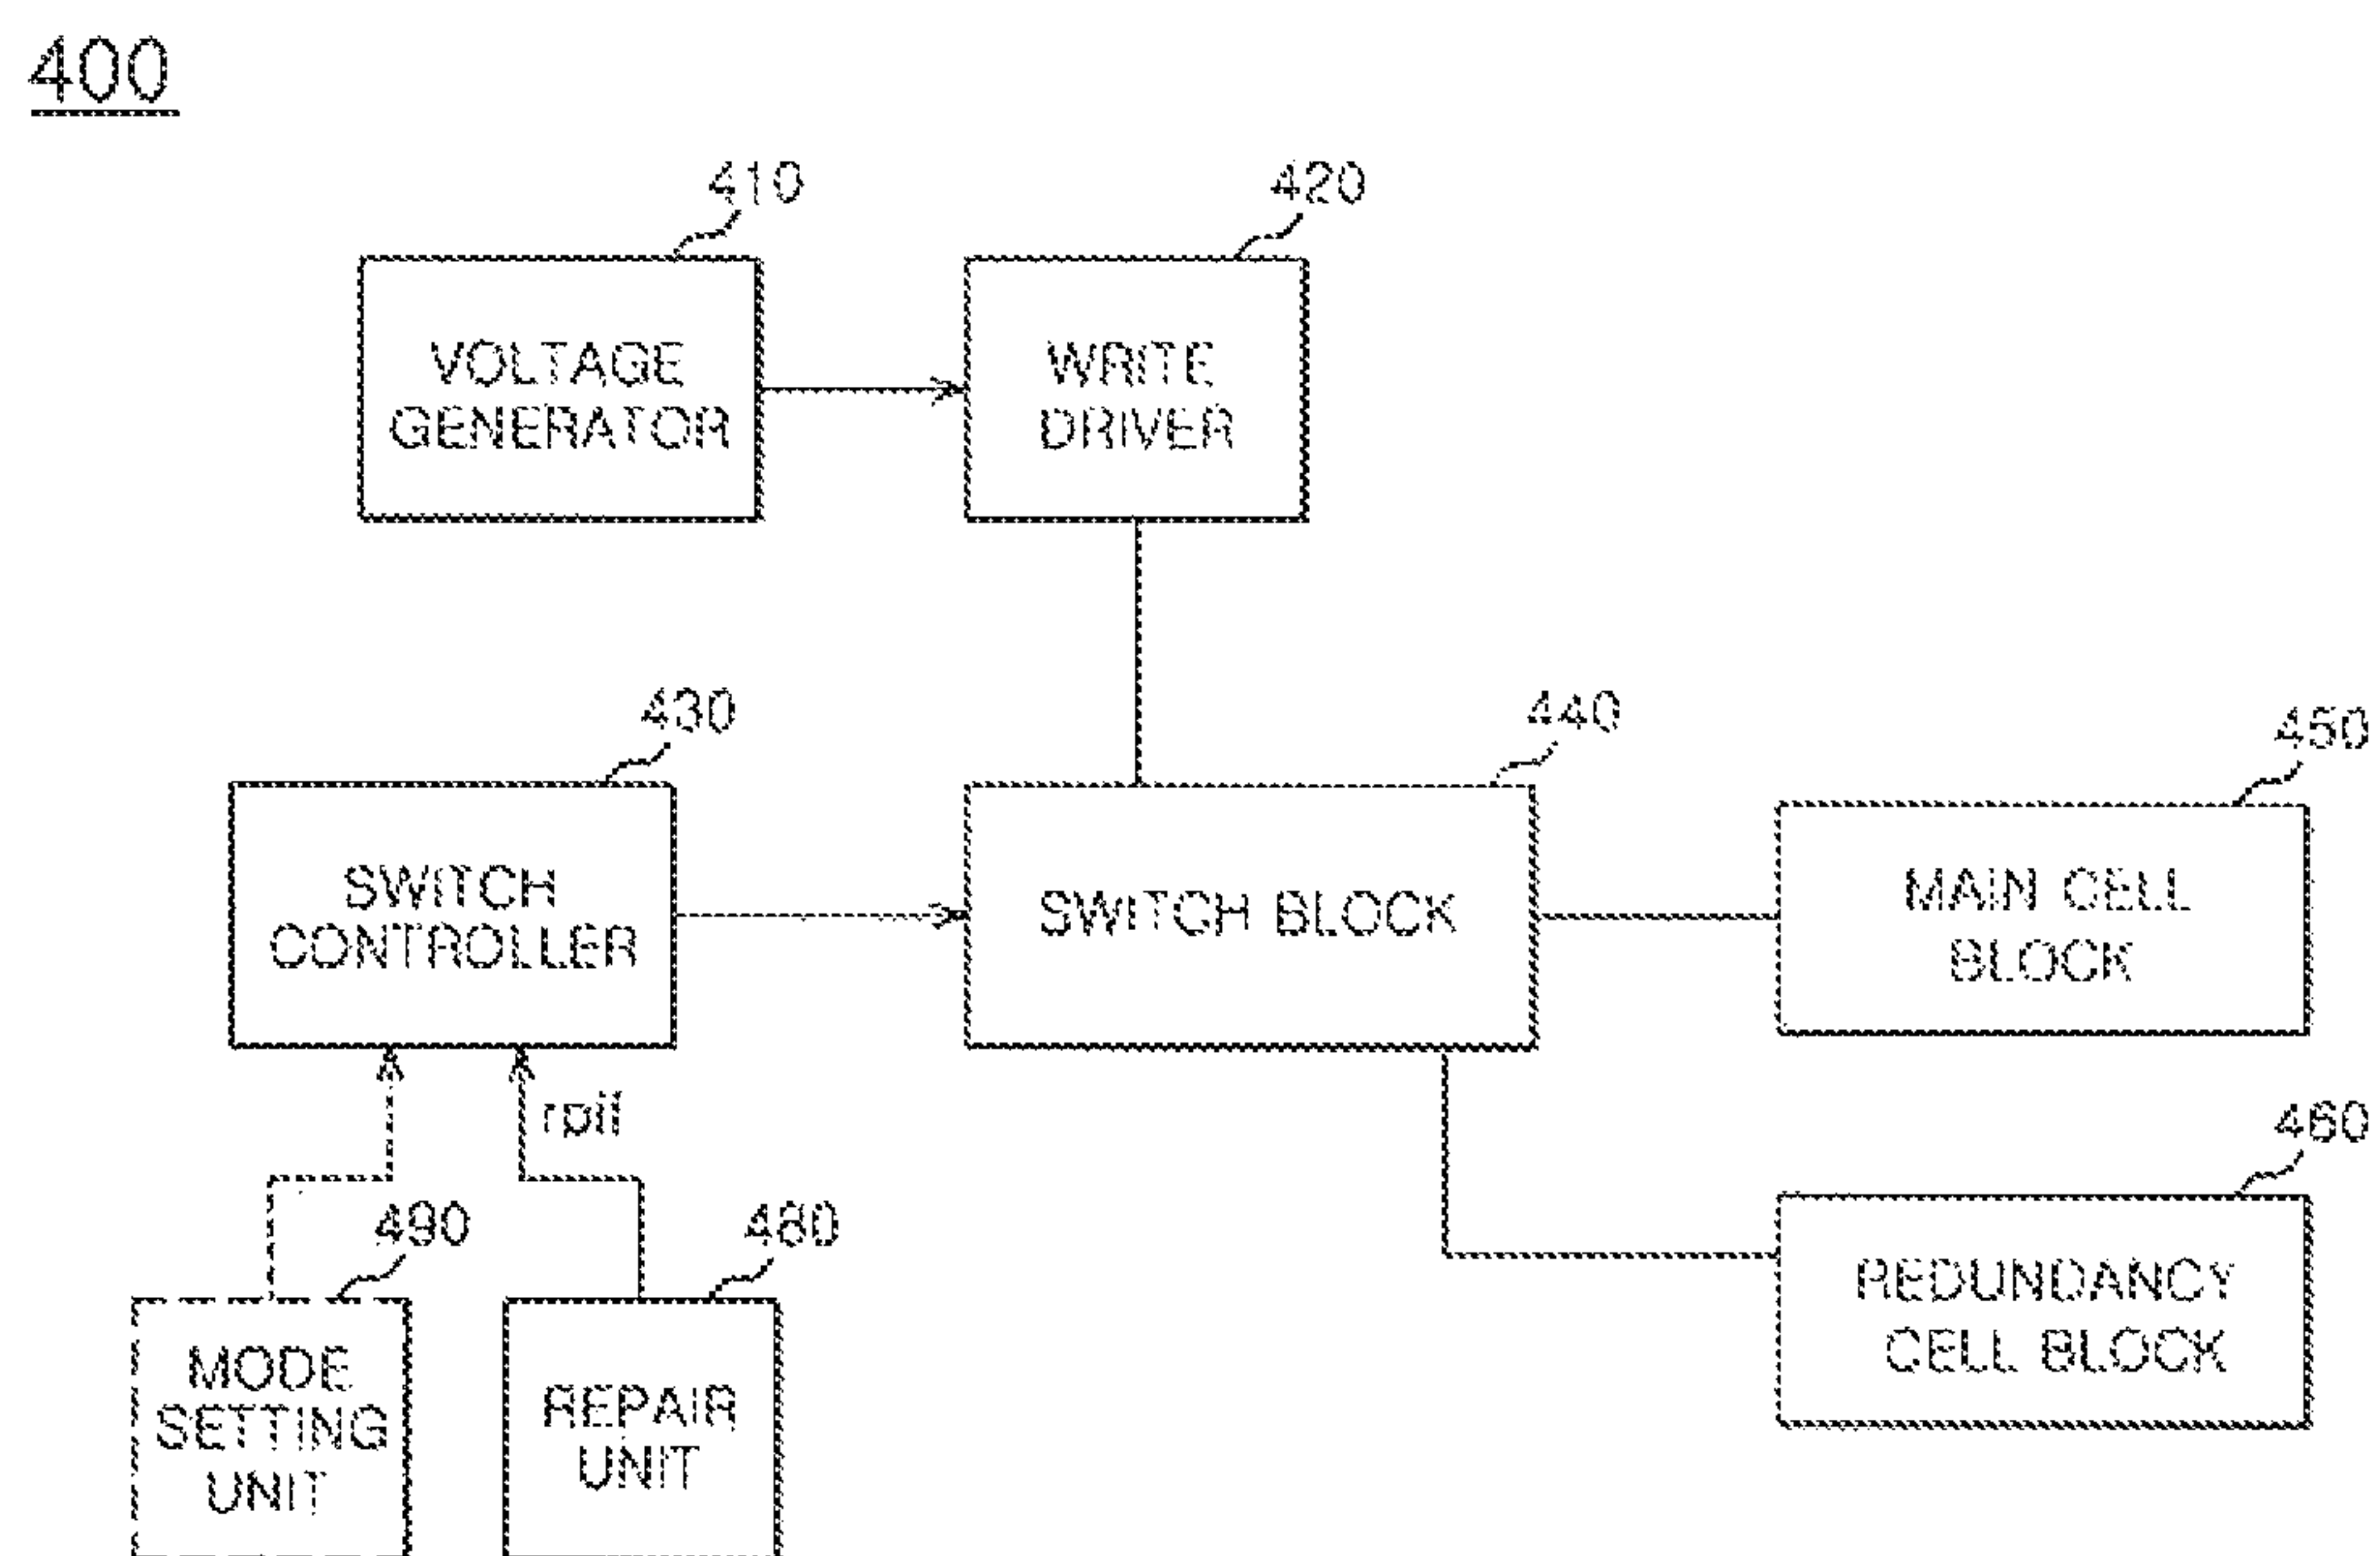 400
410
420
VOLTAGE
GENERATOR
WRITE
DRIVER
430
440
450
SWITCH
CONTROLLER
SWITCH BLOCK
MAIN CELL
BLOCK
rpif
460
490
480
REDUNDANCY
CELL BLOCK
MODE
SETTING
UNIT
REPAIR
UNIT